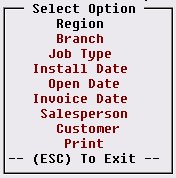 Select Option
Region
Branch
Job Type
Install Date
Open Date
Invoice Date
Salesperson
Customer
Print
-- (ESC) To Exit --